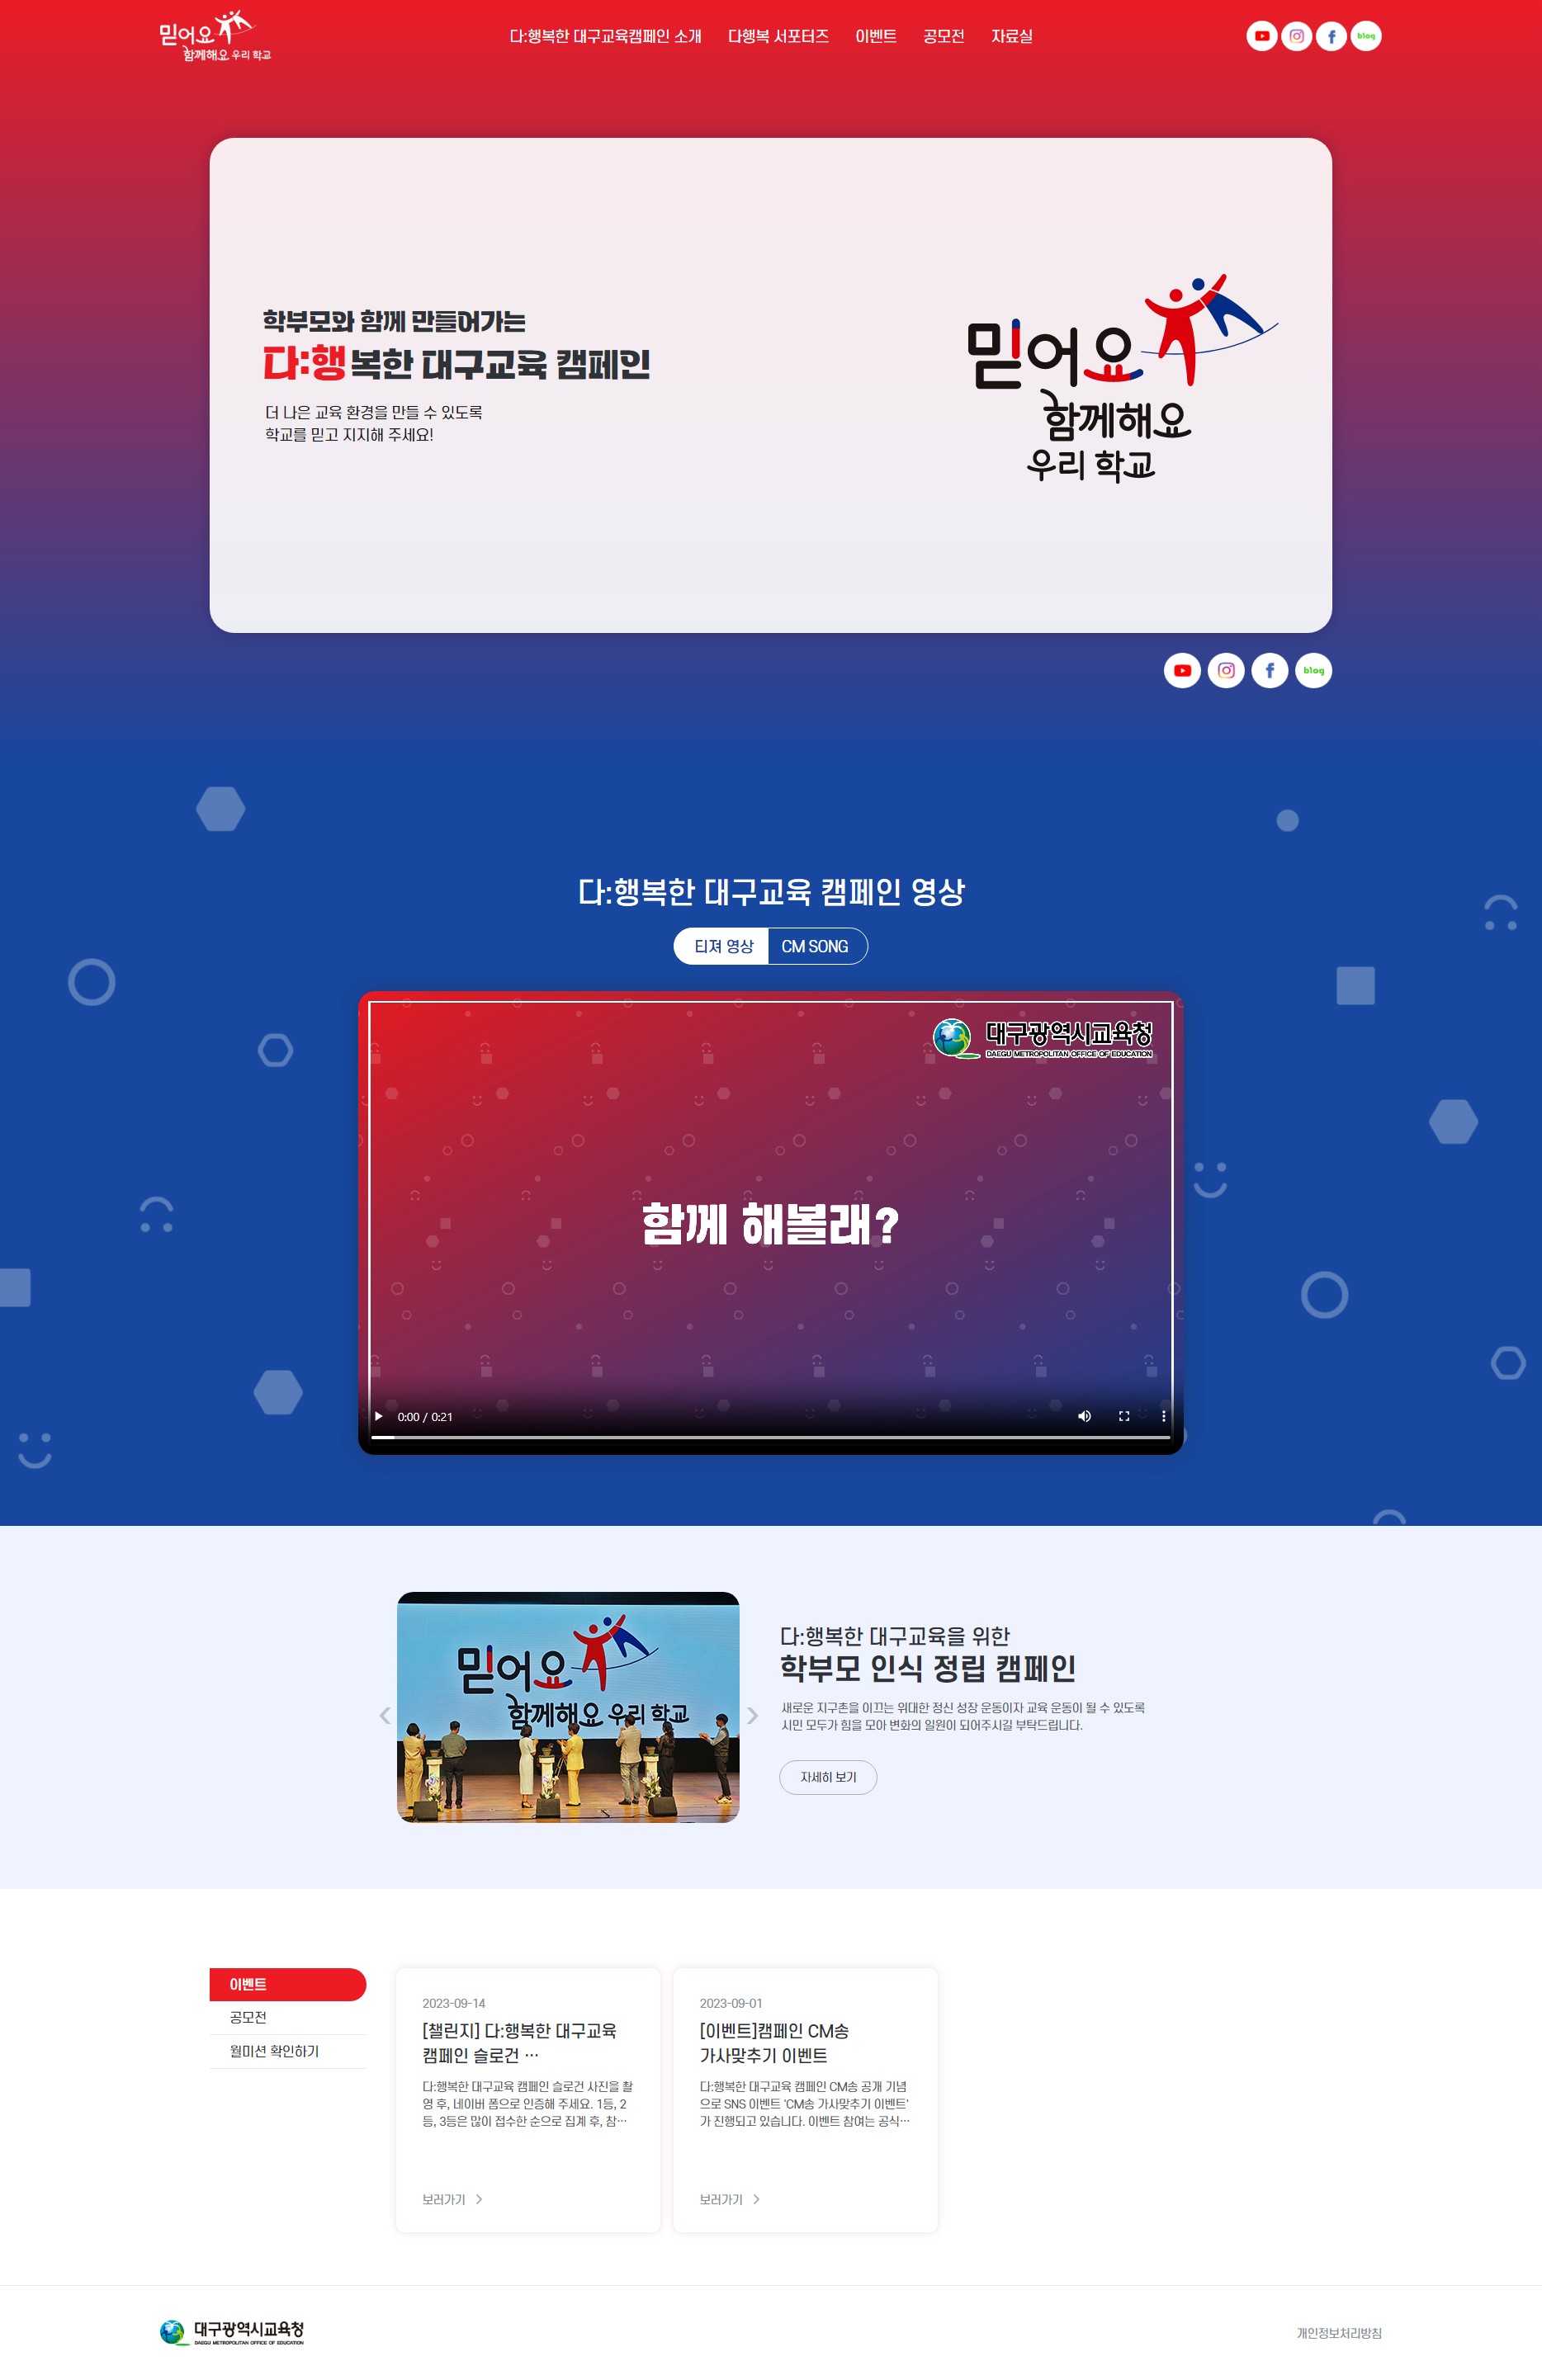 믿어요
함께해요 우리 학교
다:행복한 대구교육캠페인 소개
다행복 서포터즈
이벤트
공모전
자료실
blog
학부모와 함께 만들어가는
다:행복한 대구교육 캠페인
더 나은 교육 환경을 만들 수 있도록
학교를 믿고 지지해 주세요!
믿어요
함께해요
우리 학교
blog
다:행복한 대구교육 캠페인 영상
티져 영상
CM SONG
대구광역시교육청
DAEGU METROPOLITAN OFFICE OF EDUCATION
함께 해볼래?
0:00 / 0:21
믿어요
함께해요 우리 학교
다:행복한 대구교육을 위한
학부모 인식 정립 캠페인
새로운 지구촌을 이끄는 위대한 정신 성장 운동이자 교육 운동이 될 수 있도록
시민 모두가 힘을 모아 변화의 일원이 되어주시길 부탁드립니다.
자세히 보기
이벤트
공모전
월미션 확인하기
2023-09-14
[챌린지] 다:행복한 대구교육
캠페인 슬로건 …
다:행복한 대구교육 캠페인 슬로건 사진을 촬
영 후, 네이버 폼으로 인증해 주세요. 1등, 2
등, 3등은 많이 접수한 순으로 집계 후, 참…
보러가기
2023-09-01
[이벤트]캠페인 CM송
가사맞추기 이벤트
다:행복한 대구교육 캠페인 CM송 공개 기념
으로 SNS 이벤트 'CM송 가사맞추기 이벤트'
가 진행되고 있습니다. 이벤트 참여는 공식…
보러가기
대구광역시교육청
DAEGU METROPOLITAN OFFICE OF EDUCATION
개인정보처리방침